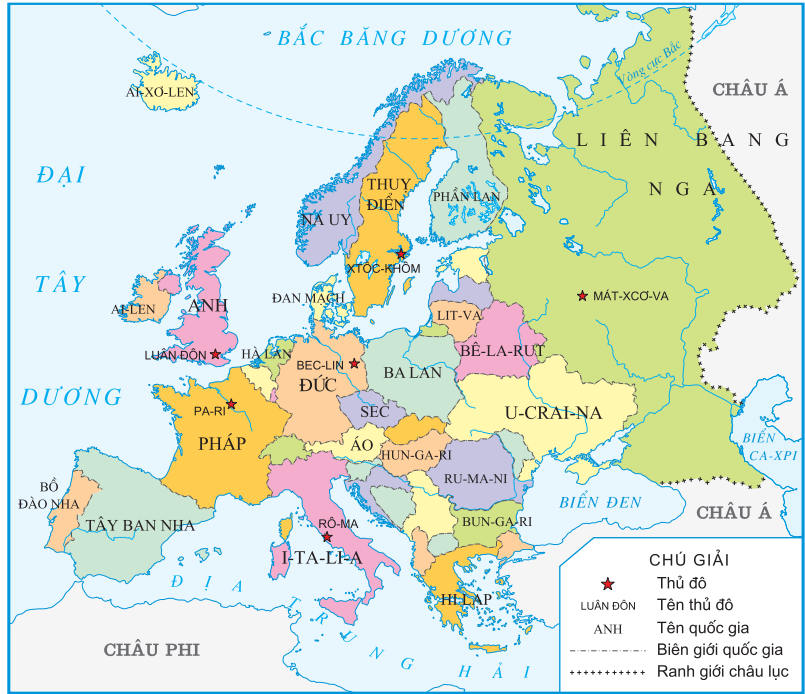 BẮC BĂNG DƯƠNG
Vòng cực Bắc
CHÂU Á
AI-XƠ-LEN
LIÊN BANG
NGA
ĐẠI
TÂY
DƯƠNG
THUỴ
ĐIỂN
PHẦN LAN
NA UY
XTỐC-KHÔM
MÁT-XCƠ-VA
ĐAN MẠCH
AI-LEN
ANH
LIT-VA
LUÂN ĐÔN
HÀ LAN
BÊ-LA-RUT
BEC-LIN
ĐỨC
BA LAN
PA-RI
PHÁP
SEC
U-CRAI-NA
ÁO
HUN-GA-RI
BIỂN
CA-XPI
RU-MA-NI
BỒ
ĐÀO NHA
TÂY BAN NHA
BIỂN ĐEN
CHÂU Á
RÔ-MA
BUN-GA-RI
I-TA-LI-A
HI LẠP
ĐỊA TRUNG HẢI
CHÂU PHI
CHÚ GIẢI
Thủ đô
LUÂN ĐÔN Tên thủ đô
ANH Tên quốc gia
Biên giới quốc gia
Ranh giới châu lục